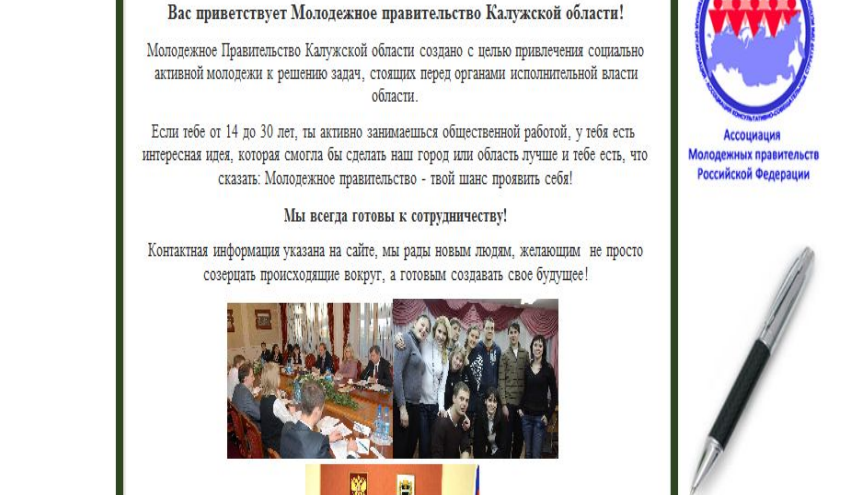 Вас приветствует Молодежное правительство Калужской области!
Молодежное Правительство Калужской области создано с целью привлечения социально
активной молодежи к решению задач, стоящих перед органами исполнительной власти
области.
Если тебе от 14 до 30 лет, ты активно занимаешься общественной работой, у тебя есть
интересная идея, которая смогла бы сделать наш город или область лучше и тебе есть, что
сказать: Молодежное правительство - твой шанс проявить себя!
Мы всегда готовы к сотрудничеству!
Контактная информация указана на сайте, мы рады новым людям, желающим не просто
созерцать происходящие вокруг, а готовым создавать свое будущее!
Ассоциация
Молодежных правительств
Российской Федерации